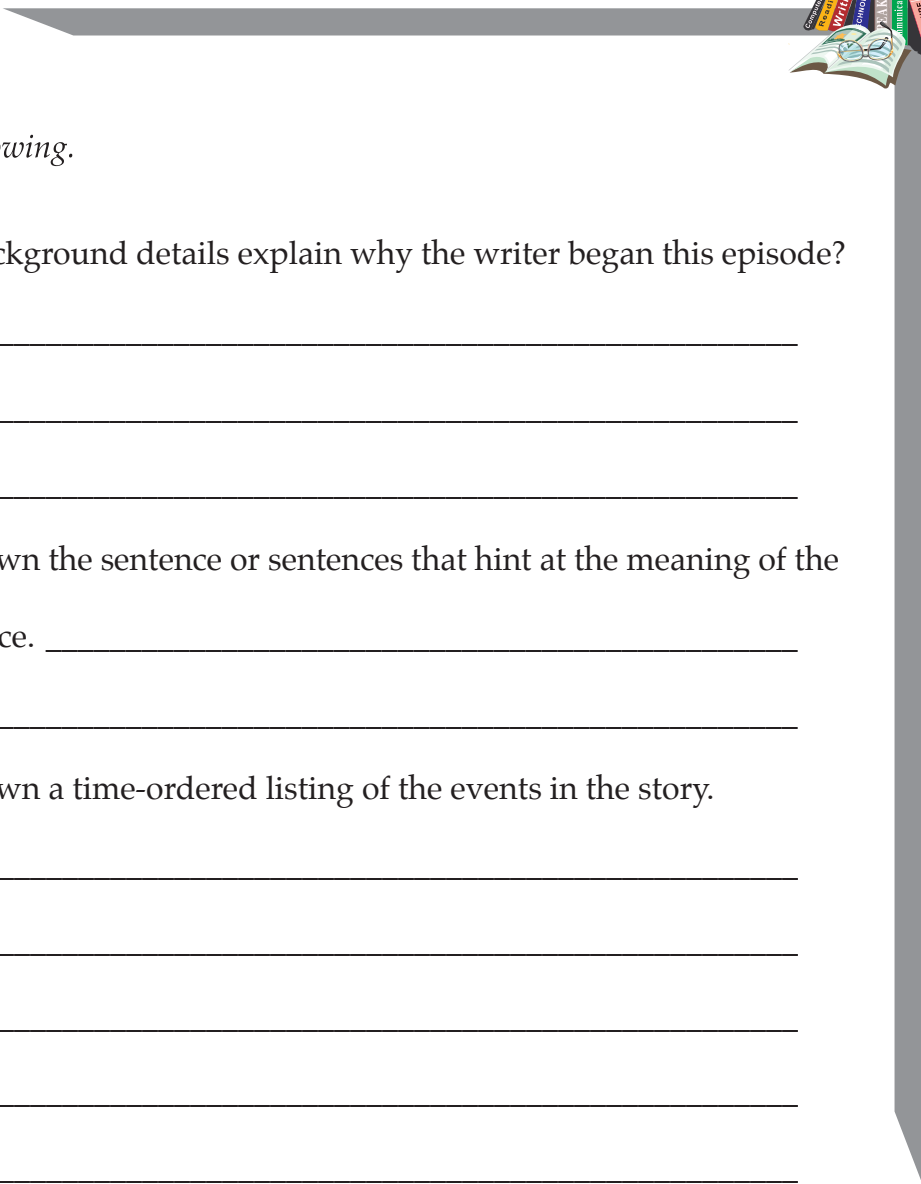 owing.
ckground details explain why the writer began this episode?
wn the sentence or sentences that hint at the meaning of the
ce.
wn a time-ordered listing of the events in the story.